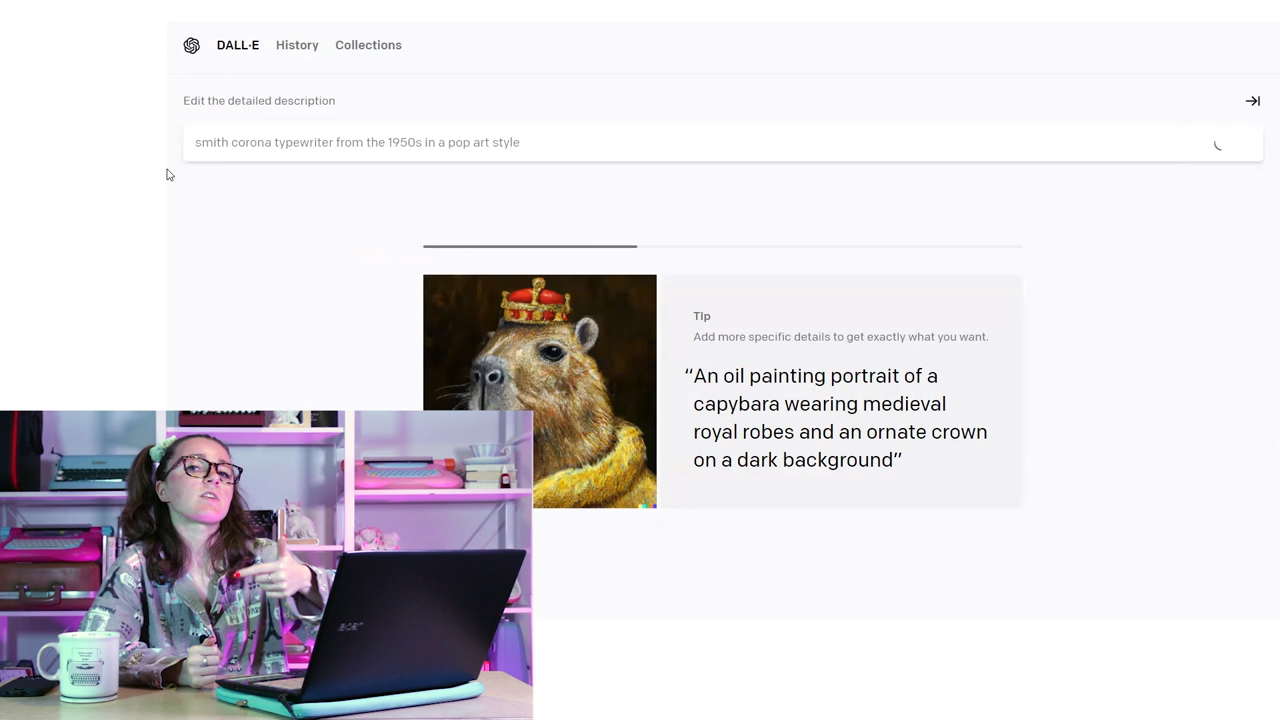 DALL·E History Collections
Edit the detailed description
smith corona typewriter from the 1950s in a pop art style
Tip
Add more specific details to get exactly what you want.
“An oil painting portrait of a
capybara wearing medieval
royal robes and an ornate crown
on a dark background”
acer